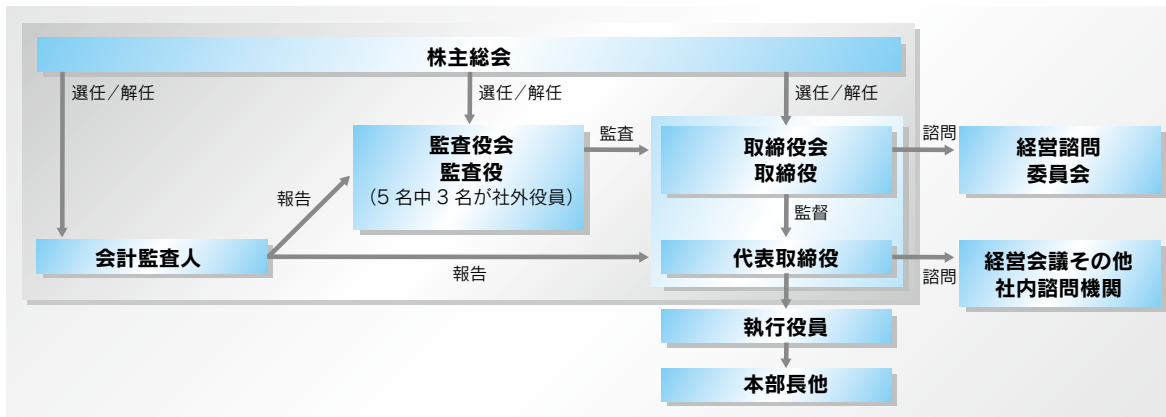 株主総会
選任／解任
選任／解任
選任／解任
監査役会
監査役
（5 名中 3 名が社外役員）
監査
取締役会
取締役
諮問
経営諮問
委員会
報告
監督
会計監査人
報告
代表取締役
諮問
経営会議その他
社内諮問機関
執行役員
本部長他